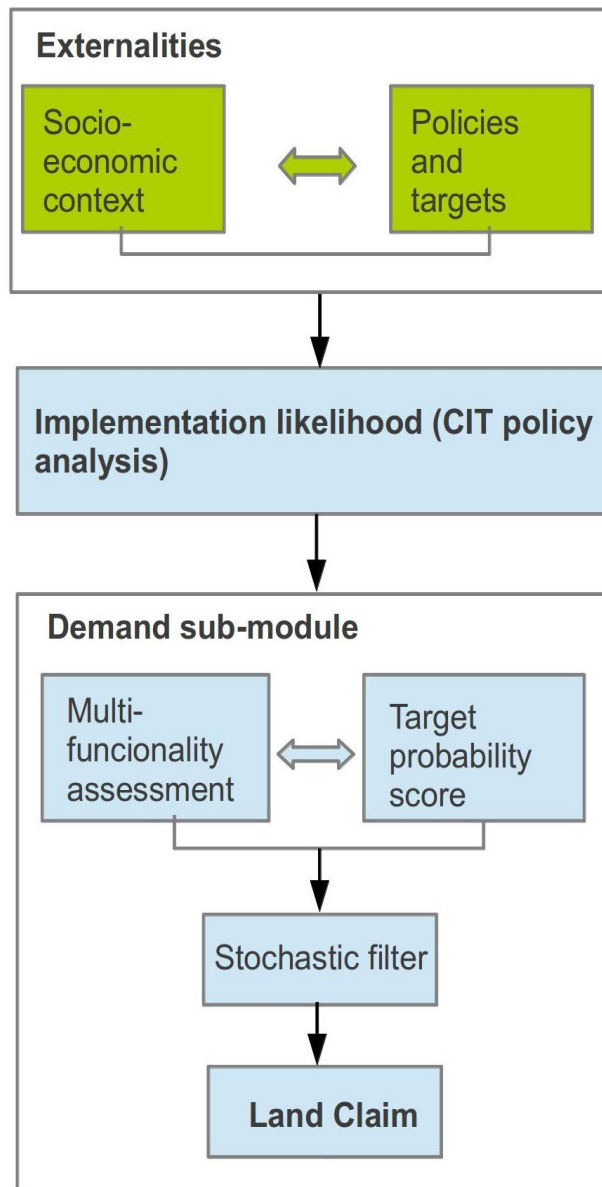 Externalities
Socio-
economic
context
Policies
and
targets
Implementation likelihood (CIT policy
analysis)
Demand sub-module
Multi-
funcionality
assessment
Target
probability
score
Stochastic filter
Land Claim